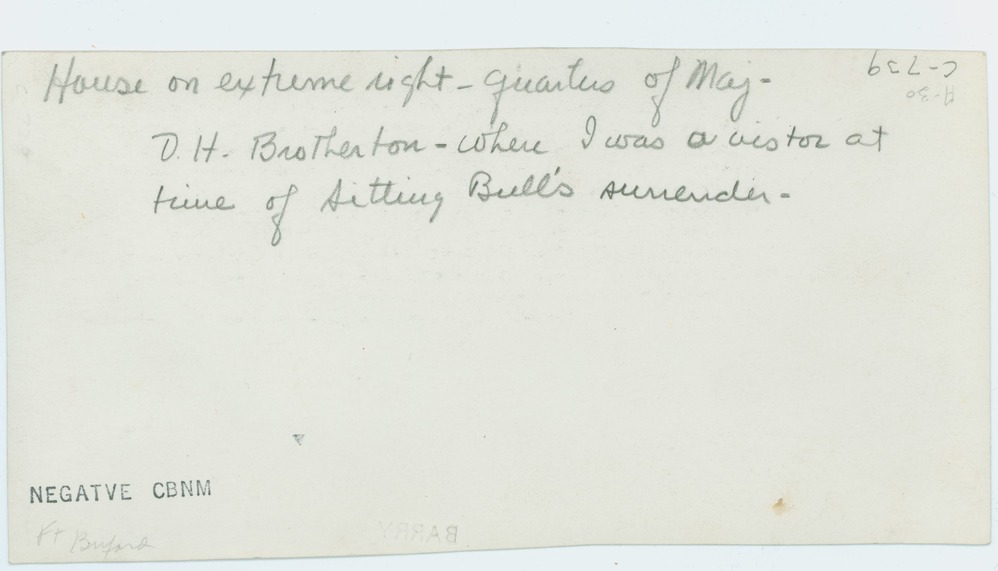 House on extreme right - quarters of Maj-
D. H. Brotherton - where I was a vistor at
time of Sitting Bull's surrender -
C-739
A-30
NEGATVE CBNM
Ft Buford
BARRY